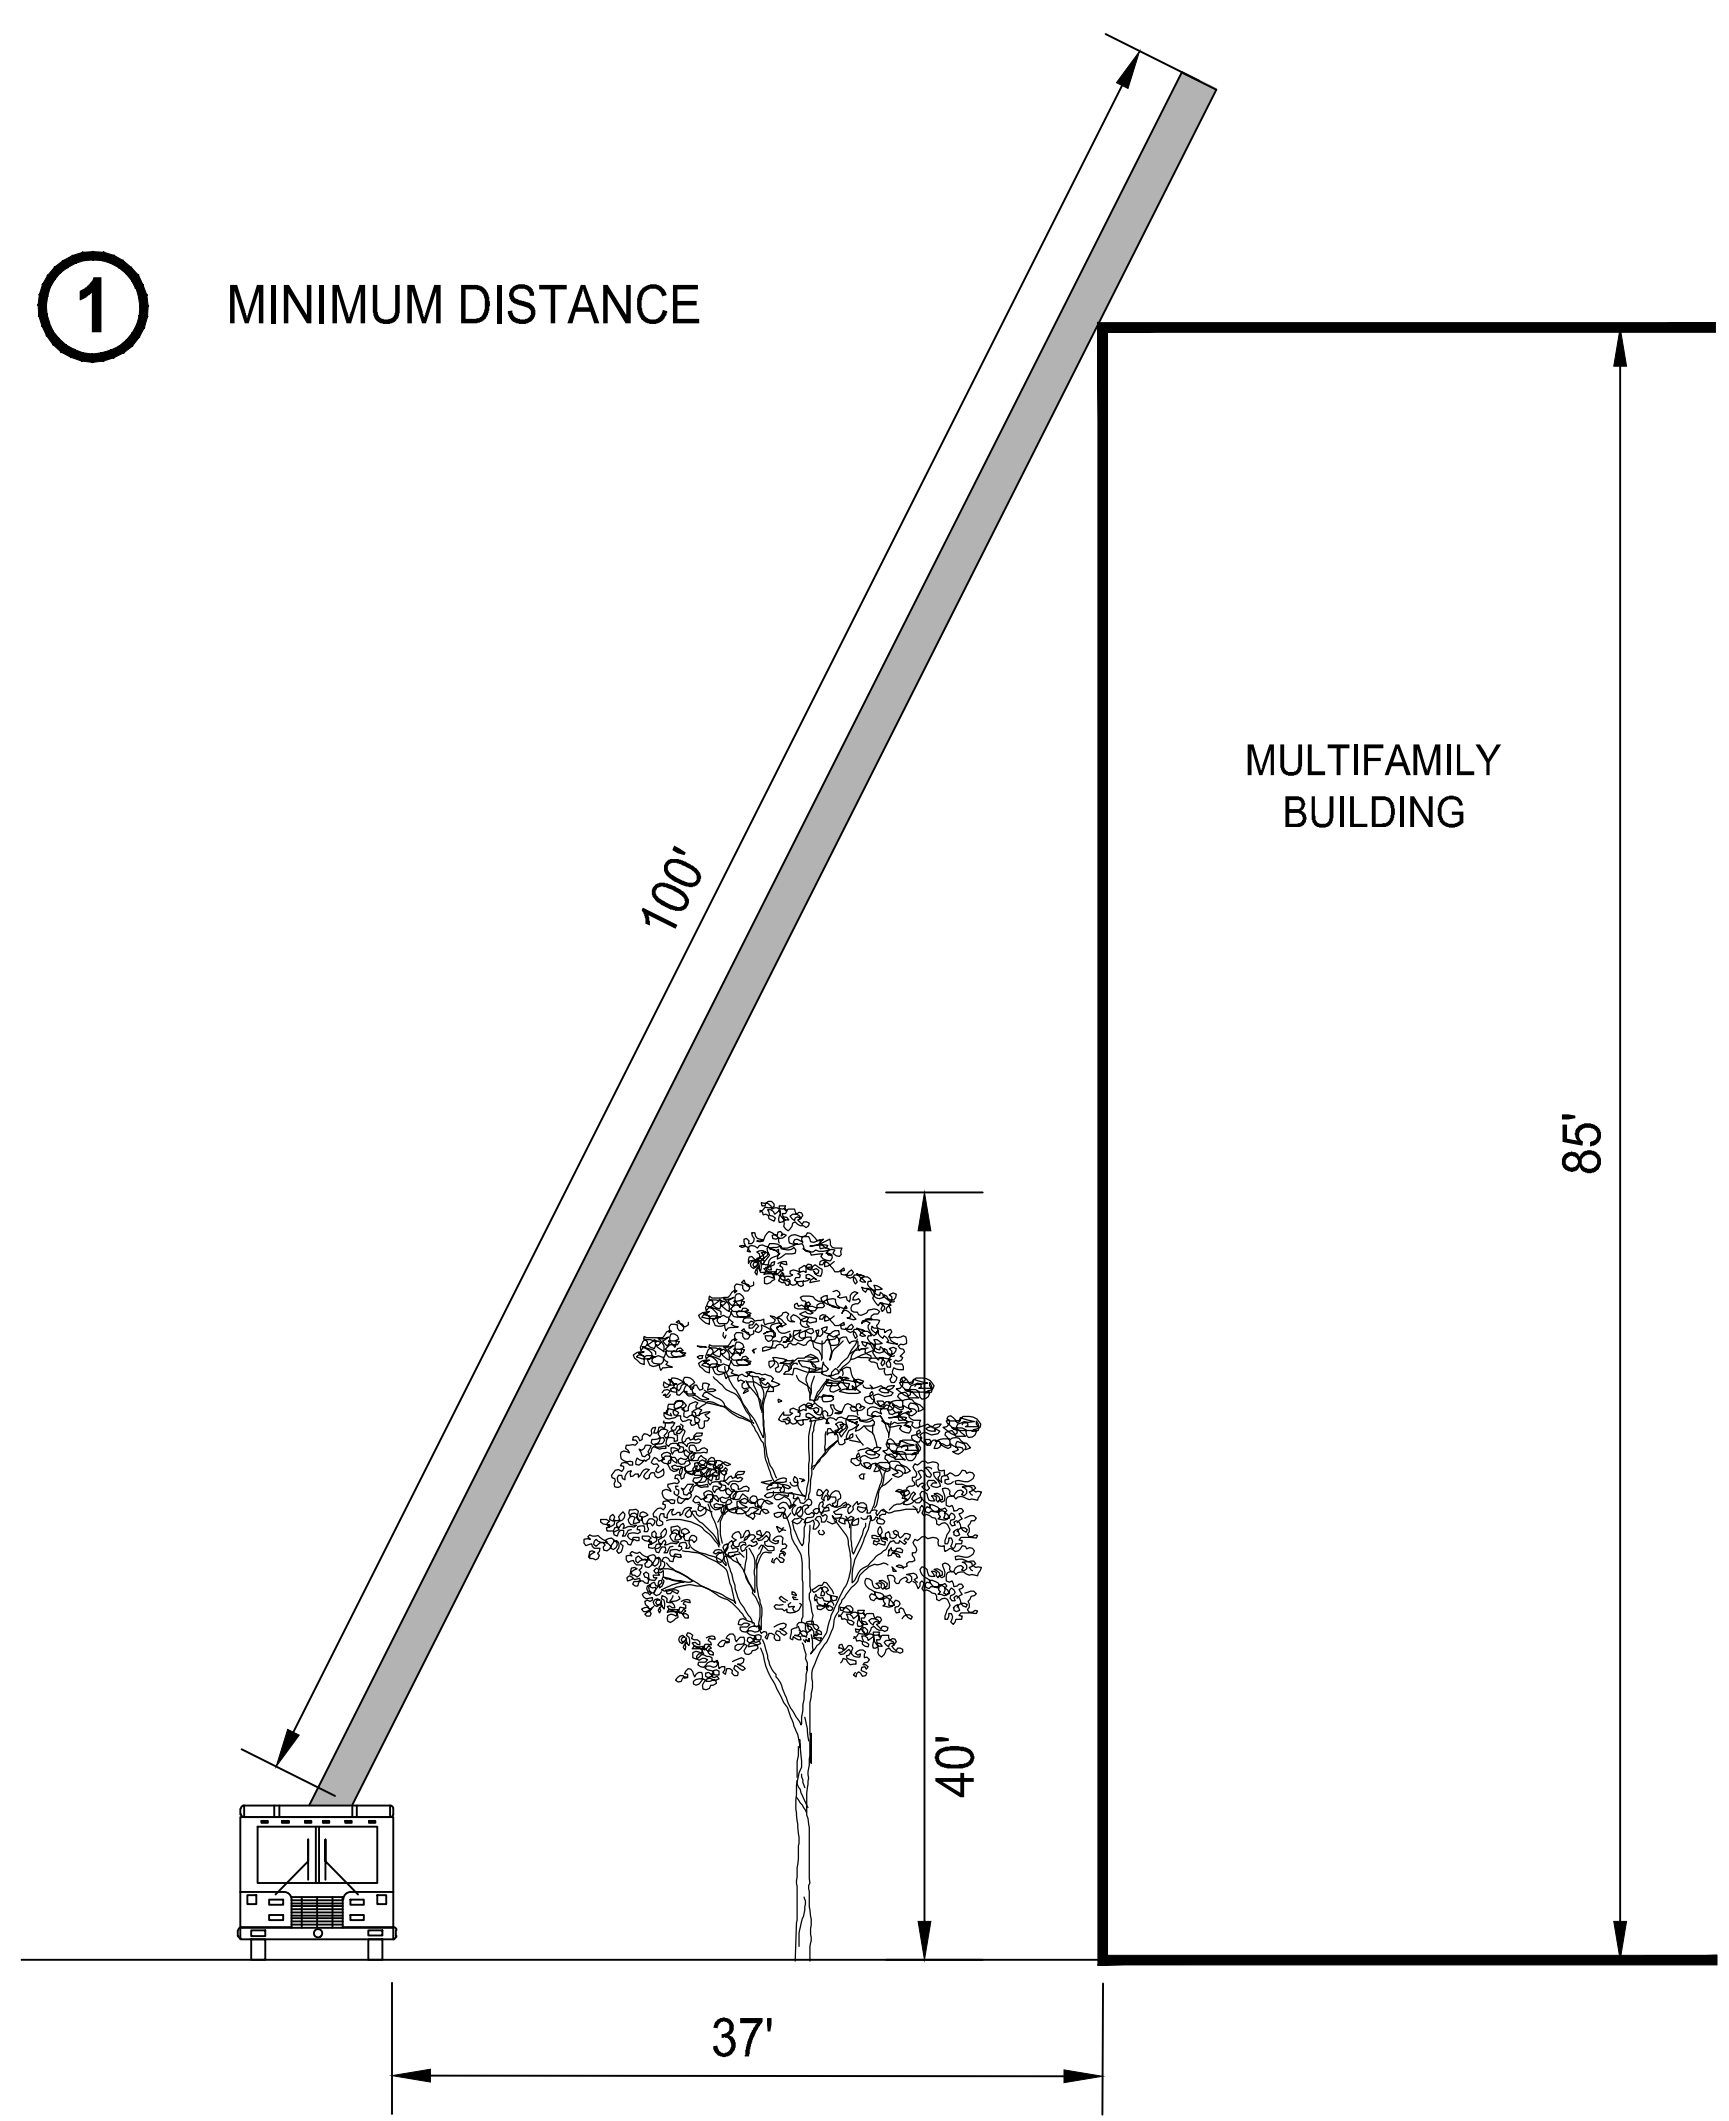 1
MINIMUM DISTANCE
MULTIFAMILY
BUILDING
100'
85'
40'
37'